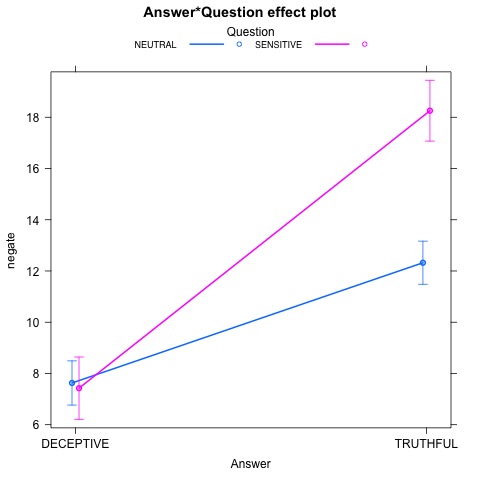 Answer*Question effect plot
Question
NEUTRAL SENSITIVE
negate
18
16
14
12
10
8
6
DECEPTIVE TRUTHFUL
Answer